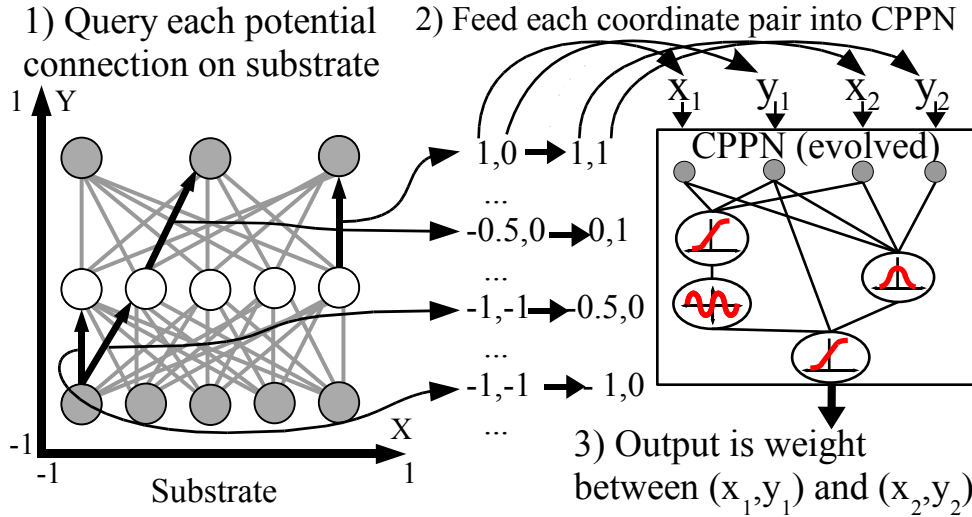 1) Query each potential
connection on substrate
2) Feed each coordinate pair into CPPN
1
Y
x₁ y₁ x₂ y₂
CPPN (evolved)
1,0 1,1
...
-0.5,0 0,1
...
-1,-1 -0.5,0
...
-1,-1 - 1,0
...
X
-1
-1
1
Substrate
3) Output is weight
between (x₁,y₁) and (x₂,y₂)